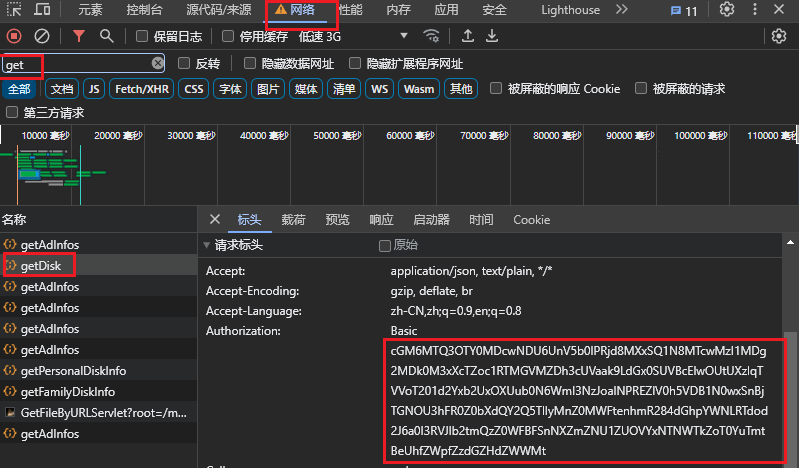 元素 控制台 源代码/来源 网络 性能 内存 应用 安全 Lighthouse 11
保留日志 停用缓存 低速 3G
get 反转 隐藏数据网址 隐藏扩展程序网址
全部 文档 JS Fetch/XHR CSS 字体 图片 媒体 清单 WS Wasm 其他 被屏蔽的响应 Cookie 被屏蔽的请求
第三方请求
10000 毫秒 20000 毫秒 30000 毫秒 40000 毫秒 50000 毫秒 60000 毫秒 70000 毫秒 80000 毫秒 90000 毫秒 100000 毫秒 110000 毫秒
名称 标头 载荷 预览 响应 启动器 时间 Cookie
getAdInfos
getDisk
getAdInfos
getAdInfos
getAdInfos
getAdInfos
getPersonalDiskInfo
getFamilyDiskInfo
GetFileByURLServlet?root=/m...
getAdInfos
请求标头 原始
Accept: application/json, text/plain, */*
Accept-Encoding: gzip, deflate, br
Accept-Language: zh-CN,zh;q=0.9,en;q=0.8
Authorization: Basic